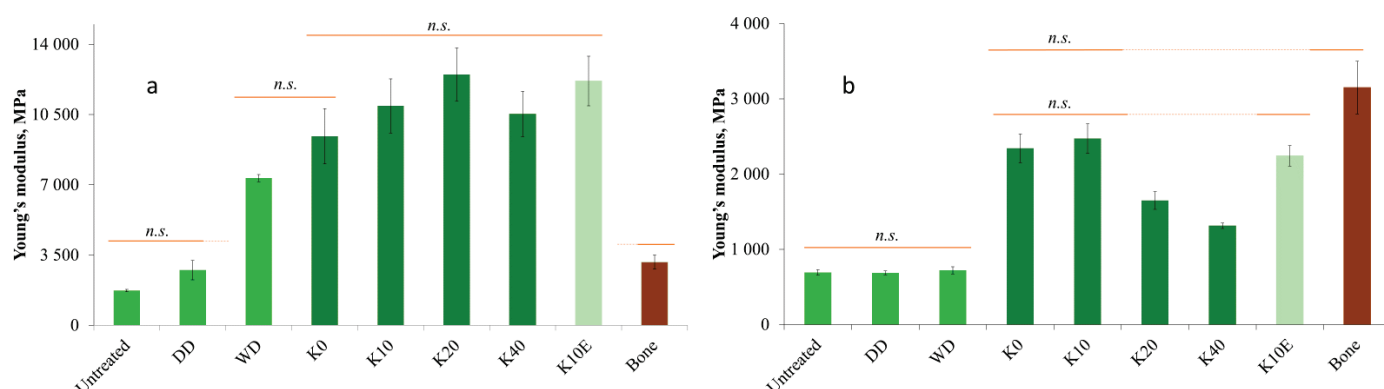 Young's modulus, MPa
14 000
10 500
7 000
3 500
0
a
n.s.
n.s.
n.s.
Untreated
DD
WD
K0
K10
K20
K40
K10E
Bone
Young's modulus, MPa
4 000
3 000
2 000
1 000
0
b
n.s.
n.s.
n.s.
Untreated
DD
WD
K0
K10
K20
K40
K10E
Bone